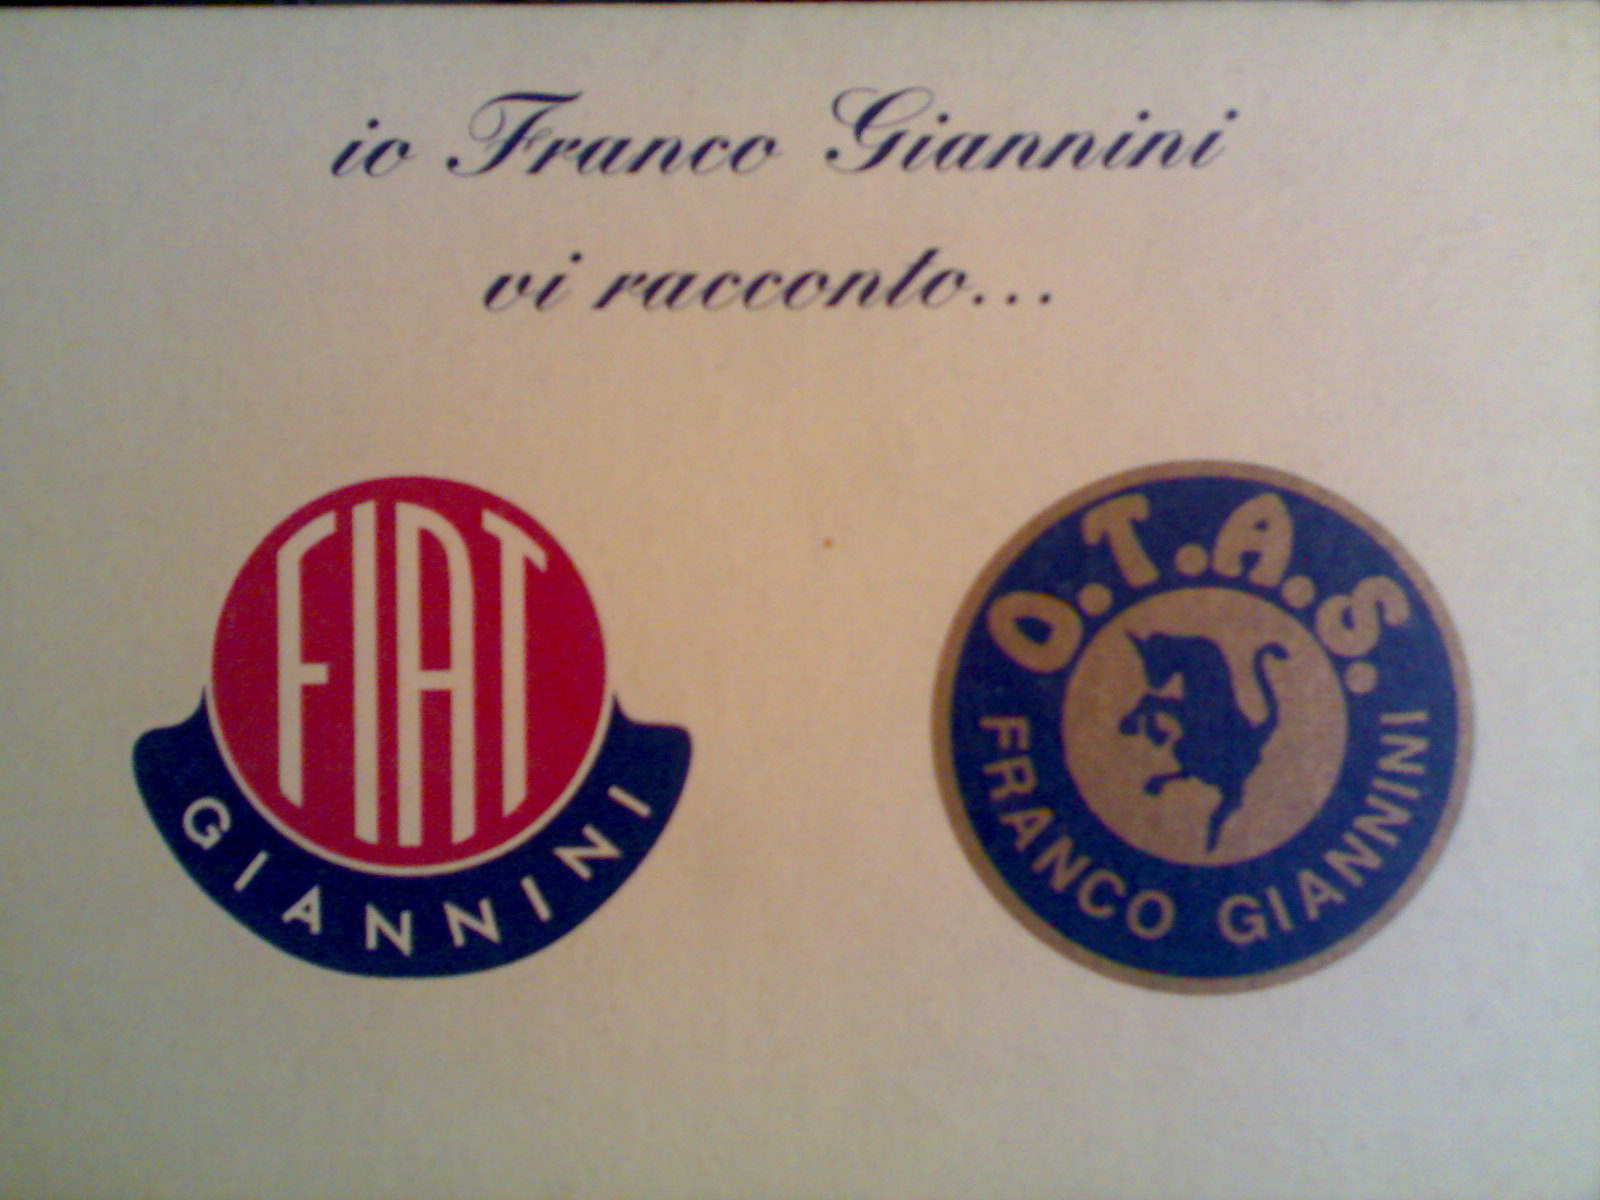 io Franco Giannini
vi racconto...
FIAT
GIANNINI
O.T.A.S.
FRANCO GIANNINI